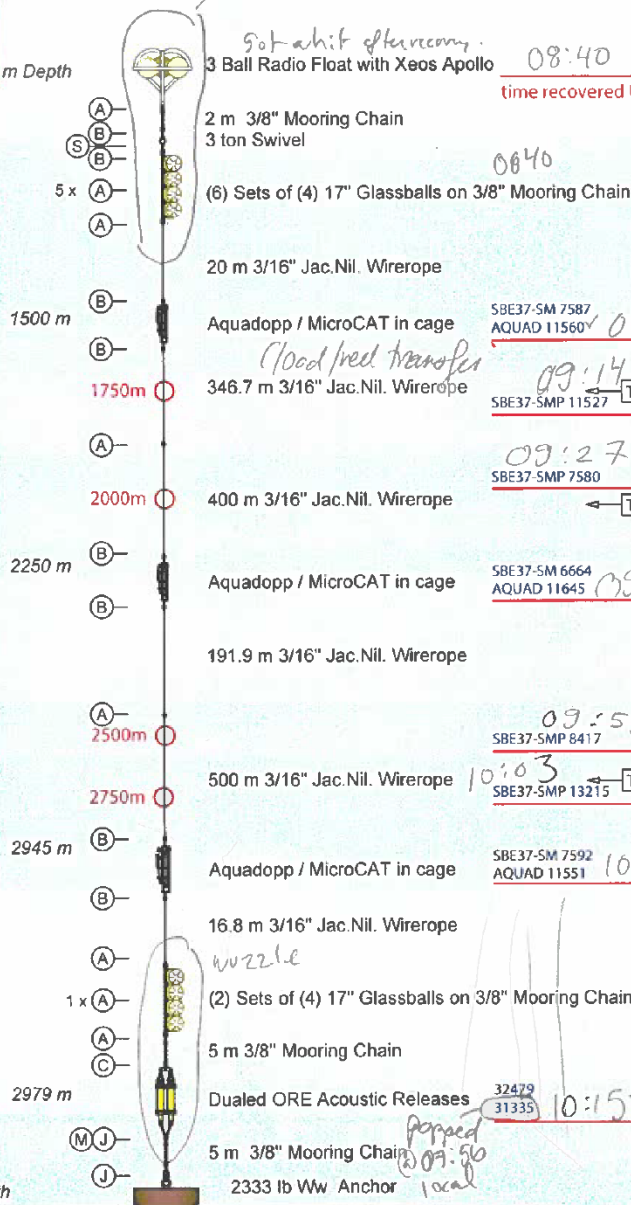 Got a hit after recovery.
m Depth
3 Ball Radio Float with Xeos Apollo 08:40
time recovered
A
2 m 3/8" Mooring Chain
B
3 ton Swivel
S
B
0840
5 x A (6) Sets of (4) 17" Glassballs on 3/8" Mooring Chain
A
20 m 3/16" Jac.Nil. Wirerope
B
1500 m Aquadopp / MicroCAT in cage
SBE37-SM 7587
AQUAD 11560
B
transfer
1750m 346.7 m 3/16" Jac.Nil. Wirerope
09:14
SBE37-SMP 11527 T
A
09:27
SBE37-SMP 7580
2000m 400 m 3/16" Jac.Nil. Wirerope T
B
2250 m Aquadopp / MicroCAT in cage
SBE37-SM 6664
AQUAD 11645
B
191.9 m 3/16" Jac.Nil. Wirerope
A
2500m
09:5
SBE37-SMP 8417
500 m 3/16" Jac.Nil. Wirerope 10:03
2750m SBE37-SMP 13215 T
B
2945 m Aquadopp / MicroCAT in cage
SBE37-SM 7592
AQUAD 11551 10
B
16.8 m 3/16" Jac.Nil. Wirerope
A
wuzzle
1 x A (2) Sets of (4) 17" Glassballs on 3/8" Mooring Chain
A
5 m 3/8" Mooring Chain
C
2979 m Dualed ORE Acoustic Releases
32479
31335 10:15
popped
M J
5 m 3/8" Mooring Chain
@ 09:56
J
2333 lb Ww Anchor
local